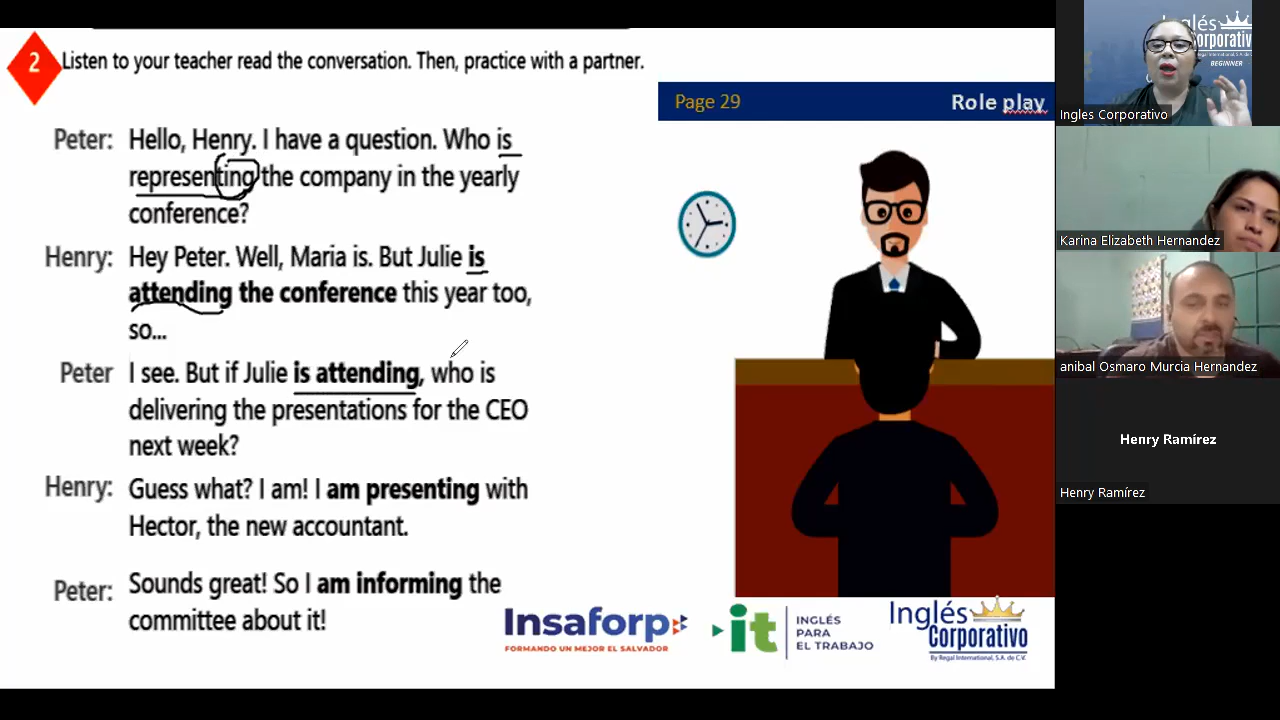 2 Listen to your teacher read the conversation. Then, practice with a partner.
Page 29 Role play
Peter: Hello, Henry. I have a question. Who is
representing the company in the yearly
conference?
Henry: Hey Peter. Well, Maria is. But Julie is
attending the conference this year too,
so...
Peter I see. But if Julie is attending, who is
delivering the presentations for the CEO
next week?
Henry: Guess what? I am! I am presenting with
Hector, the new accountant.
Peter: Sounds great! So I am informing the
committee about it!
Insaforp
FORMANDO UN MEJOR EL SALVADOR
it
INGLÉS
PARA
EL TRABAJO
Inglés
Corporativo
By Regal International, S.A. de C.V.
Inglés
Corporativo
By Regal International, S.A. de C.V.
BEGINNER
Ingles Corporativo
Karina Elizabeth Hernandez
anibal Osmaro Murcia Hernandez
Henry Ramírez
Henry Ramírez